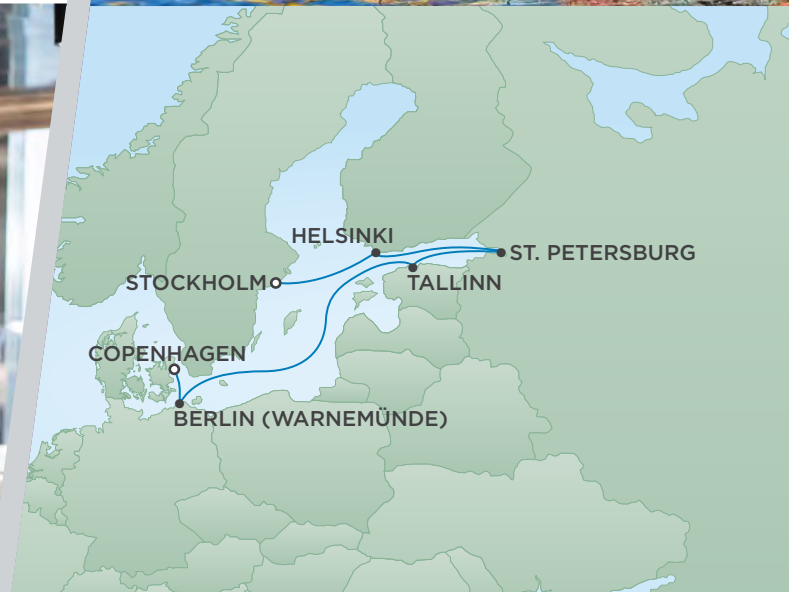 HELSINKI
ST. PETERSBURG
STOCKHOLM
TALLINN
COPENHAGEN
BERLIN (WARNEMÜNDE)